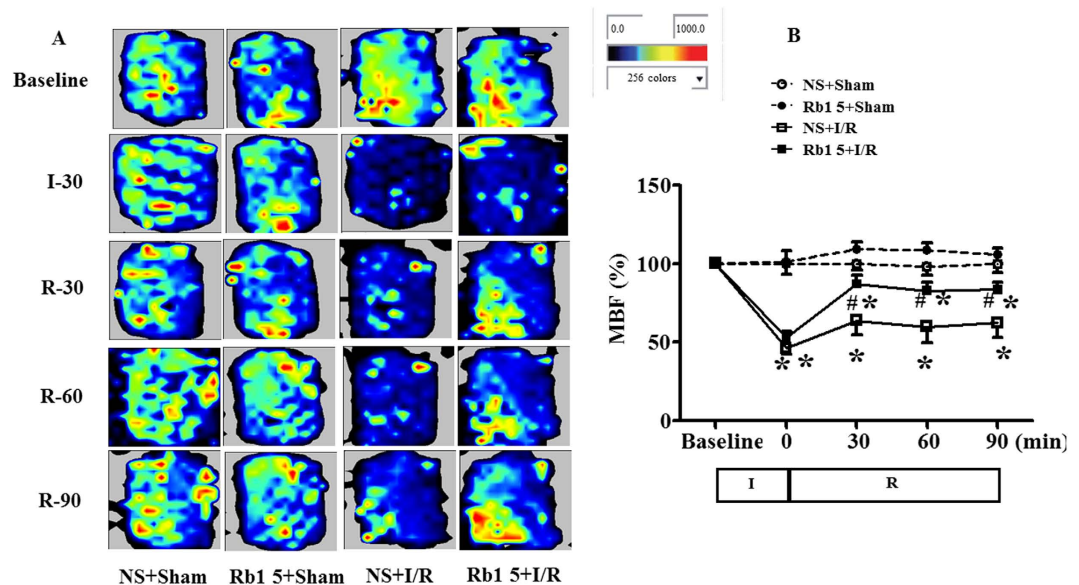 A
Baseline
I-30
R-30
R-60
R-90
NS+Sham Rb1 5+Sham NS+I/R Rb1 5+I/R
0.0 1000.0
256 colors
B
NS+Sham
Rb1 5+Sham
NS+I/R
Rb1 5+I/R
MBF (%)
150
100
50
0
# * # * # *
* * * * *
Baseline 0 30 60 90 (min)
I R